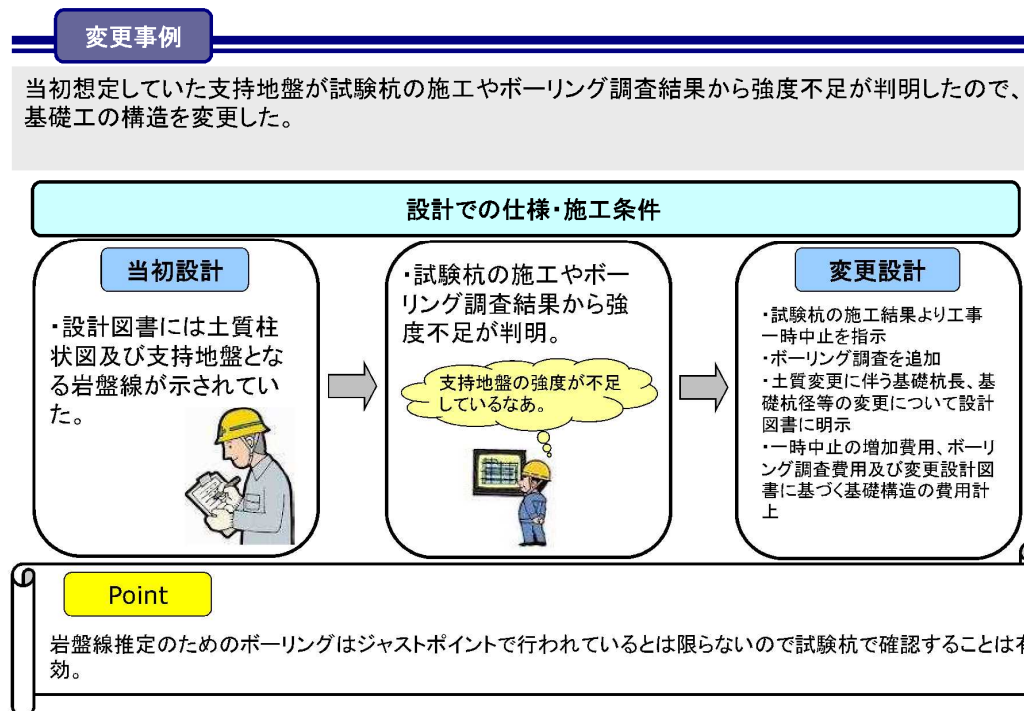 変更事例
当初想定していた支持地盤が試験杭の施工やボーリング調査結果から強度不足が判明したので、
基礎工の構造を変更した。
設計での仕様・施工条件
当初設計
・設計図書には土質柱
状図及び支持地盤とな
る岩盤線が示されてい
た。
・試験杭の施工やボー
リング調査結果から強
度不足が判明。
支持地盤の強度が不足
しているなあ。
変更設計
・試験杭の施工結果より工事
一時中止を指示
・ボーリング調査を追加
・土質変更に伴う基礎杭長、基
礎杭径等の変更について設計
図書に明示
・一時中止の増加費用、ボーリ
ング調査費用及び変更設計図
書に基づく基礎構造の費用計
上
Point
岩盤線推定のためのボーリングはジャストポイントで行われているとは限らないので試験杭で確認することは有
効。